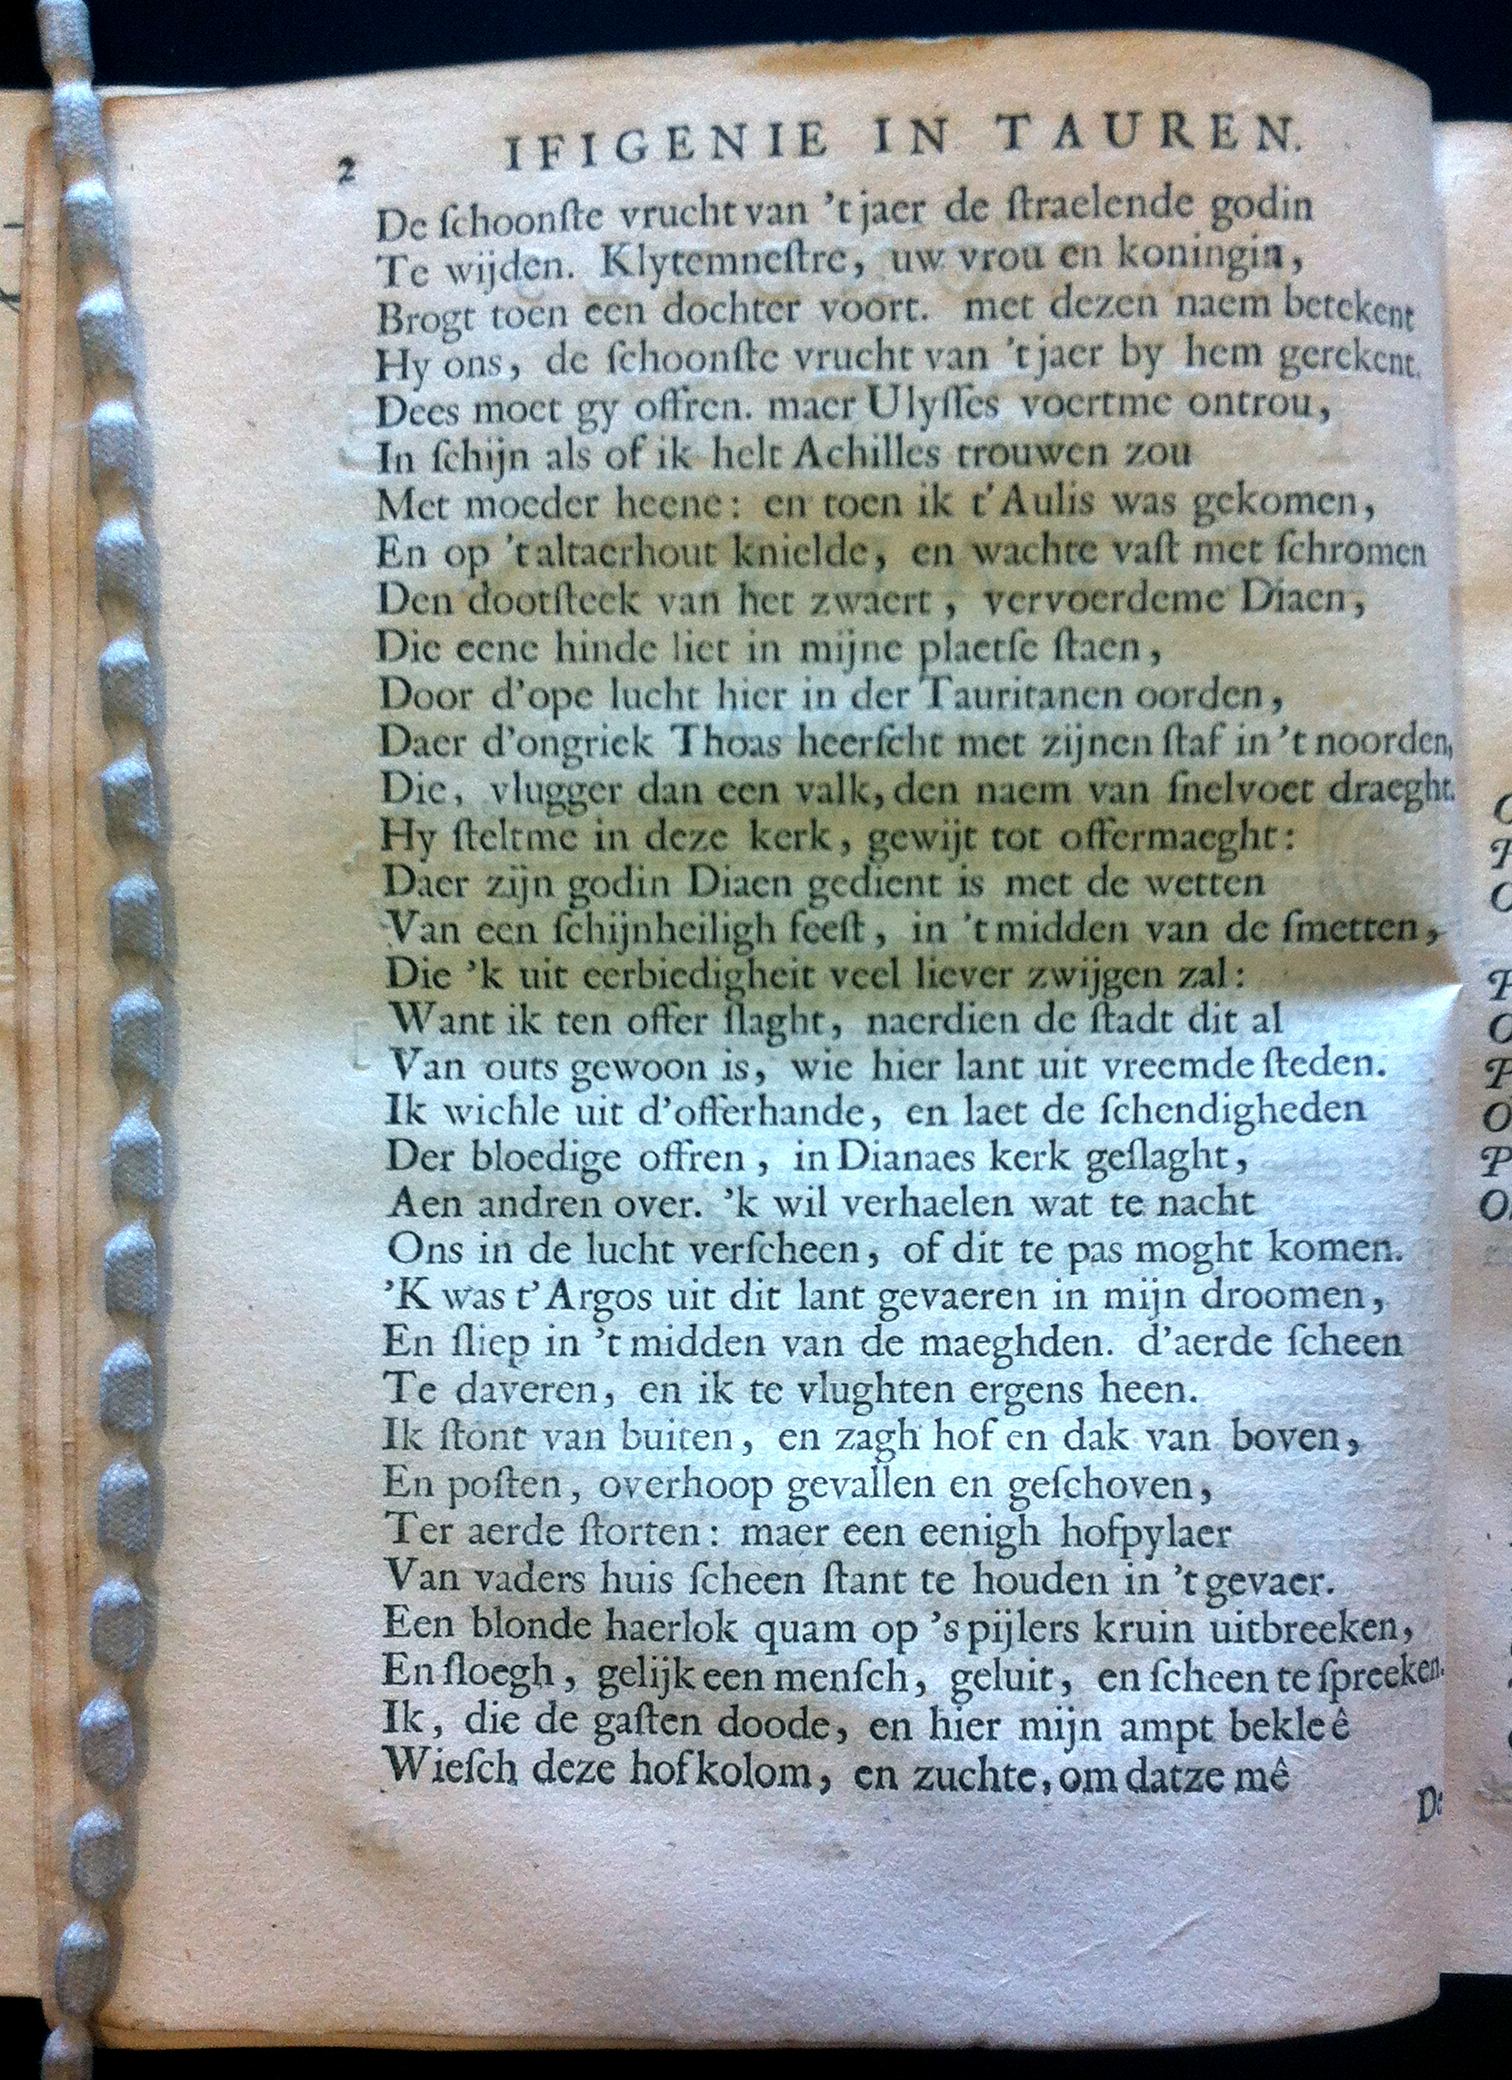 2 IFIGENIE IN TAUREN.
De ſchoonſte vrucht van 't jaer de ſtraelende godin
Te wijden. Klytemneſtre, uw vrou en koningin,
Brogt toen een dochter voort. met dezen naem betekent
Hy ons, de ſchoonſte vrucht van 't jaer by hem gerekent.
Dees moet gy offren. maer Ulyſſes voertme ontrou,
In ſchijn als of ik helt Achilles trouwen zou
Met moeder heene: en toen ik t'Aulis was gekomen,
En op 't altaerhout knielde, en wachte vaſt met ſchromen
Den dootſteek van het zwaert, vervoerdeme Diaen,
Die eene hinde liet in mijne plaetſe ſtaen,
Door d'ope lucht hier in der Tauritanen oorden,
Daer d'ongriek Thoas heerſcht met zijnen ſtaf in 't noorden,
Die, vlugger dan een valk, den naem van ſnelvoet draeght.
Hy ſteltme in deze kerk, gewijt tot offermaeght:
Daer zijn godin Diaen gedient is met de wetten
Van een ſchijnheiligh feeſt, in 't midden van de ſmetten,
Die 'k uit eerbiedigheit veel liever zwijgen zal:
Want ik ten offer ſlaght, naerdien de ſtadt dit al
Van outs gewoon is, wie hier lant uit vreemde ſteden.
Ik wichle uit d'offerhande, en laet de ſchendigheden
Der bloedige offren, in Dianaes kerk geſlaght,
Aen andren over. 'k wil verhaelen wat te nacht
Ons in de lucht verſcheen, of dit te pas moght komen.
'K was t'Argos uit dit lant gevaeren in mijn droomen,
En ſliep in 't midden van de maeghden. d'aerde ſcheen
Te daveren, en ik te vlughten ergens heen.
Ik ſtont van buiten, en zagh hof en dak van boven,
En poſten, overhoop gevallen en geſchoven,
Ter aerde ſtorten: maer een eenigh hofpylaer
Van vaders huis ſcheen ſtant te houden in 't gevaer.
Een blonde haerlok quam op 's pijlers kruin uitbreeken,
En ſloegh, gelijk een menſch, geluit, en ſcheen te ſpreeken.
Ik, die de gaſten doode, en hier mijn ampt bekleê
Wieſch deze hofkolom, en zuchte, om datze mê